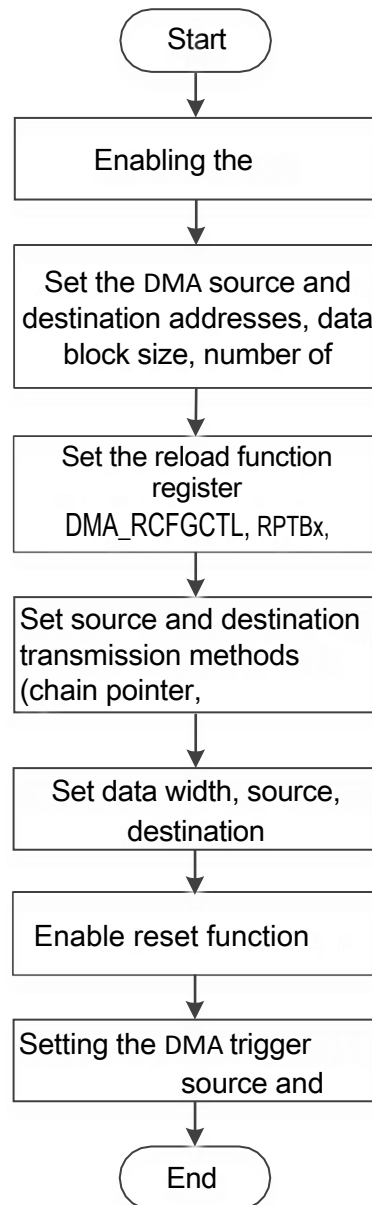 Start
Enabling the
Set the DMA source and
destination addresses, data
block size, number of
Set the reload function
register
DMA_RCFGCTL, RPTBx,
Set source and destination
transmission methods
(chain pointer,
Set data width, source,
destination
Enable reset function
Setting the DMA trigger
source and
End